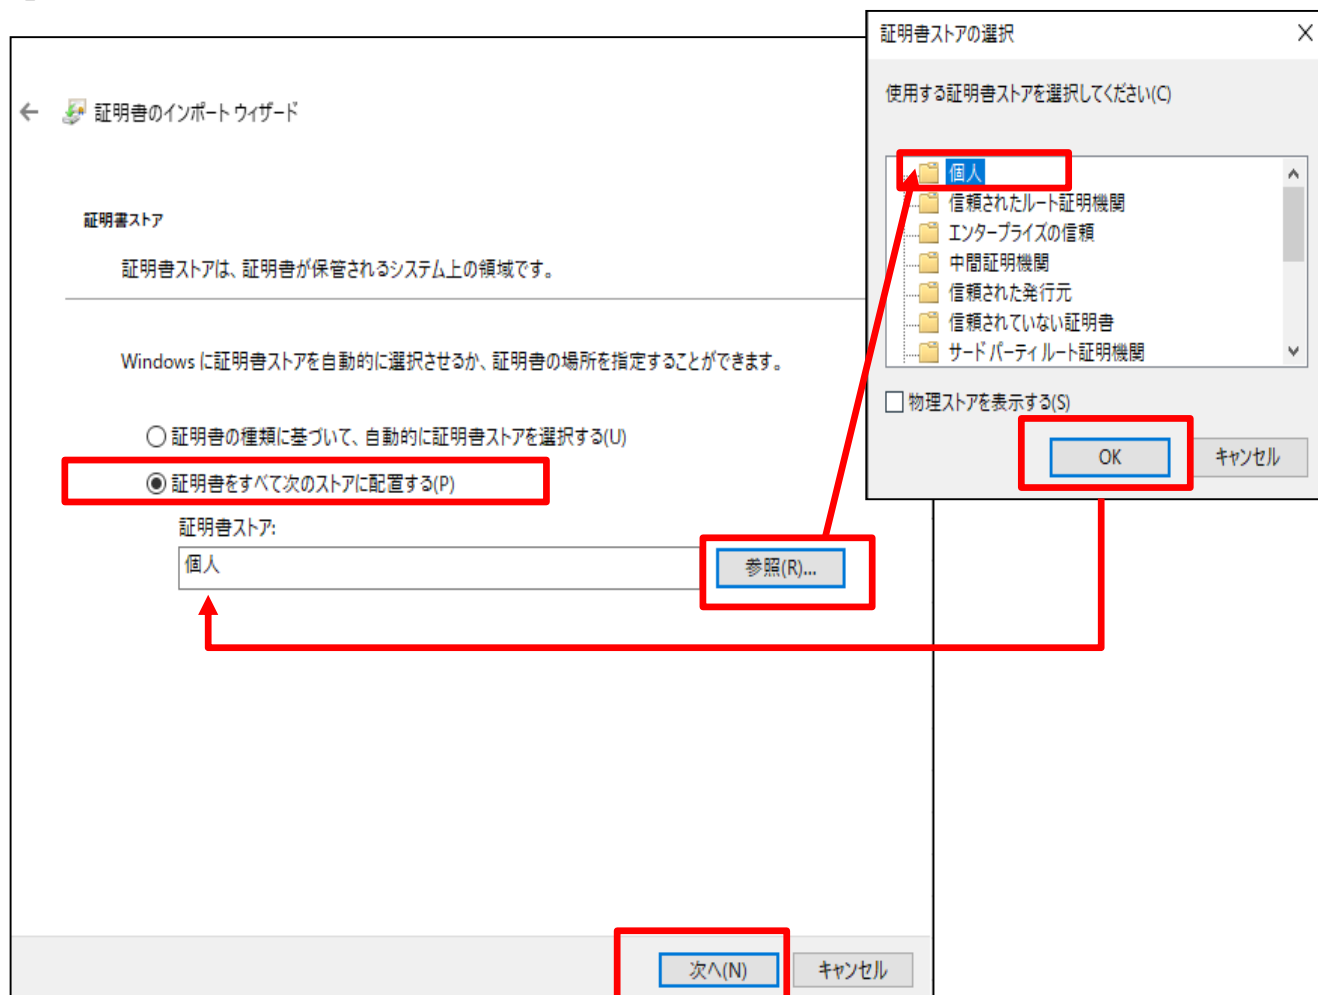 証明書のインポート ウィザード
証明書ストア
証明書ストアは、証明書が保管されるシステム上の領域です。
Windows に証明書ストアを自動的に選択させるか、証明書の場所を指定することができます。
証明書の種類に基づいて、自動的に証明書ストアを選択する(U)
証明書をすべて次のストアに配置する(P)
証明書ストア:
個人
参照(R)...
次へ(N)
キャンセル
証明書ストアの選択
使用する証明書ストアを選択してください(C)
個人
信頼されたルート証明機関
エンタープライズの信頼
中間証明機関
信頼された発行元
信頼されていない証明書
サード パーティ ルート証明機関
物理ストアを表示する(S)
OK
キャンセル